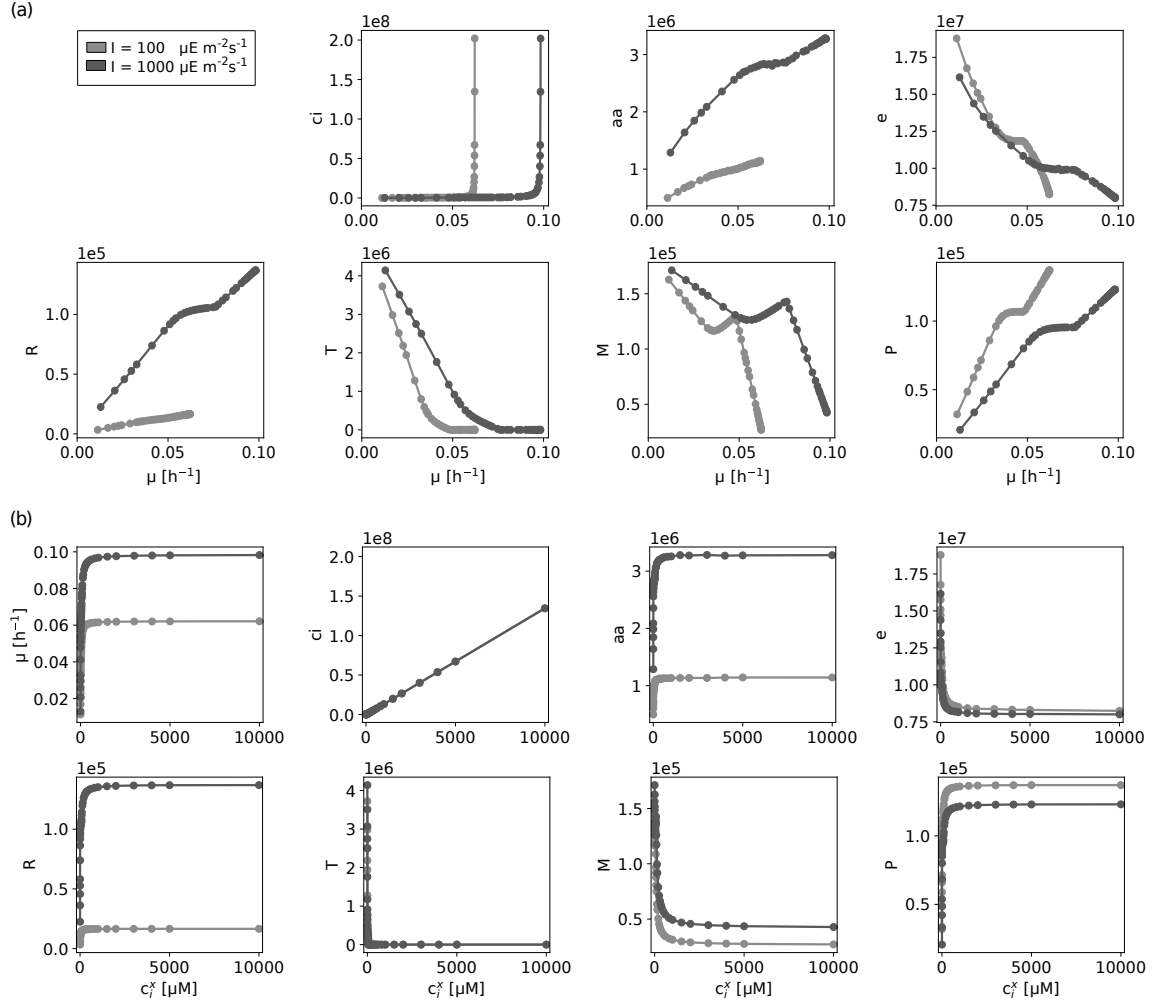 (a)
I = 100 μE m⁻²s⁻¹
I = 1000 μE m⁻²s⁻¹
1e8
2.0
1.5
1.0
0.5
0.0
ci
0.00 0.05 0.10
1e6
3
2
1
aa
0.00 0.05 0.10
1e7
1.75
1.50
1.25
1.00
0.75
e
0.00 0.05 0.10
1e5
1.0
0.5
0.0
R
0.00 0.05 0.10
μ [h⁻¹]
1e6
4
3
2
1
0
T
0.00 0.05 0.10
μ [h⁻¹]
1e5
1.5
1.0
0.5
M
0.00 0.05 0.10
μ [h⁻¹]
1e5
1.0
0.5
P
0.00 0.05 0.10
μ [h⁻¹]
(b)
0.10
0.08
0.06
0.04
0.02
μ [h⁻¹]
0 5000 10000
1e8
2.0
1.5
1.0
0.5
0.0
ci
0 5000 10000
1e6
3
2
1
aa
0 5000 10000
1e7
1.75
1.50
1.25
1.00
0.75
e
0 5000 10000
1e5
1.0
0.5
0.0
R
0 5000 10000
cᵢˣ [μM]
1e6
4
3
2
1
0
T
0 5000 10000
cᵢˣ [μM]
1e5
1.5
1.0
0.5
M
0 5000 10000
cᵢˣ [μM]
1e5
1.0
0.5
P
0 5000 10000
cᵢˣ [μM]